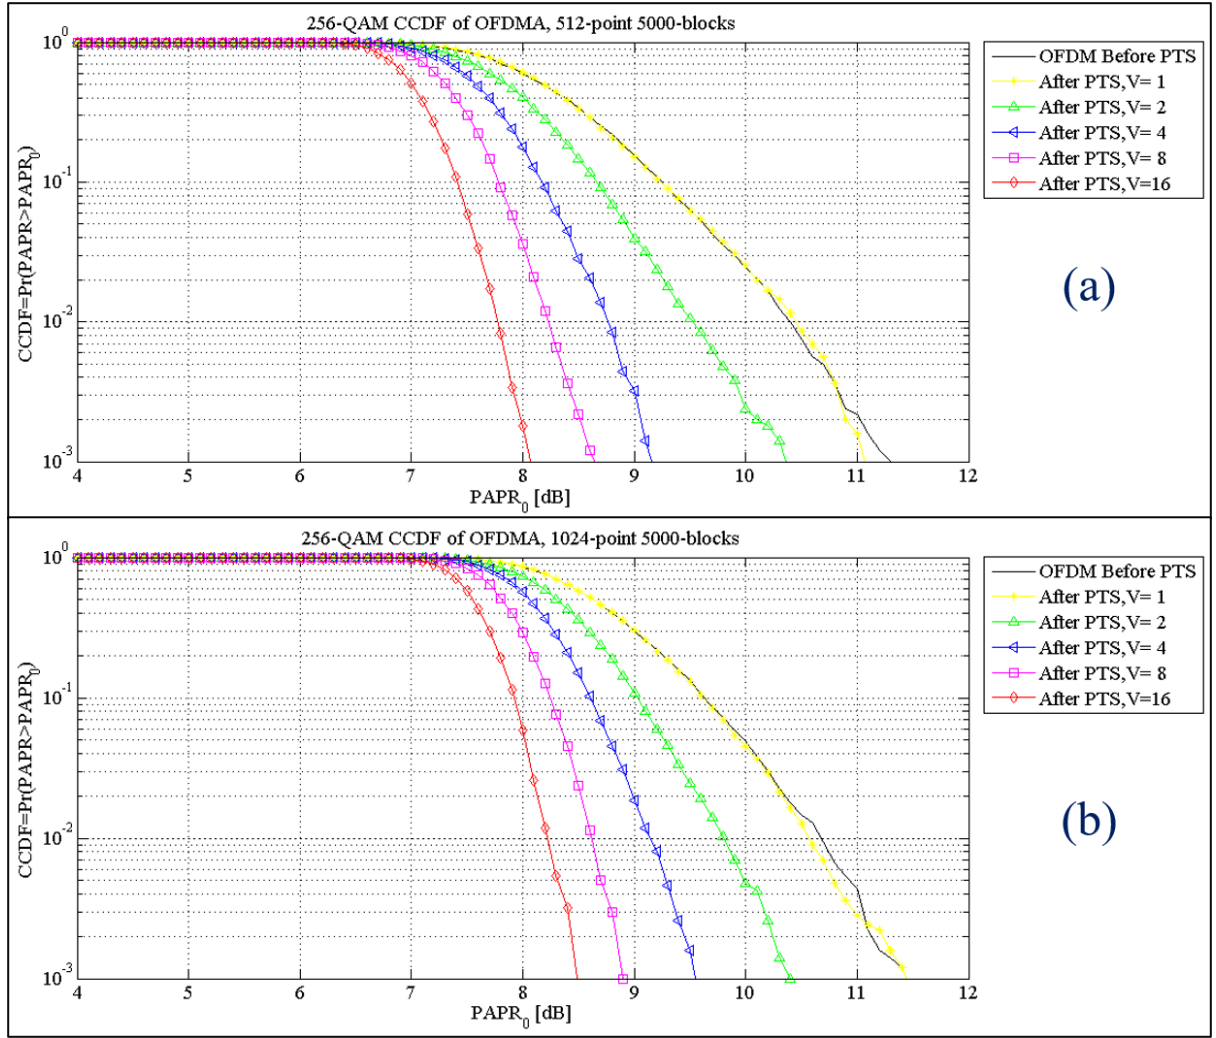 256-QAM CCDF of OFDMA, 512-point 5000-blocks
10^0
10^-1
10^-2
10^-3
CCDF=Pr(PAPR>PAPR_0)
4 5 6 7 8 9 10 11 12
PAPR_0 [dB]
OFDM Before PTS
After PTS,V= 1
After PTS,V= 2
After PTS,V= 4
After PTS,V= 8
After PTS,V=16
(a)
256-QAM CCDF of OFDMA, 1024-point 5000-blocks
10^0
10^-1
10^-2
10^-3
CCDF=Pr(PAPR>PAPR_0)
4 5 6 7 8 9 10 11 12
PAPR_0 [dB]
OFDM Before PTS
After PTS,V= 1
After PTS,V= 2
After PTS,V= 4
After PTS,V= 8
After PTS,V=16
(b)